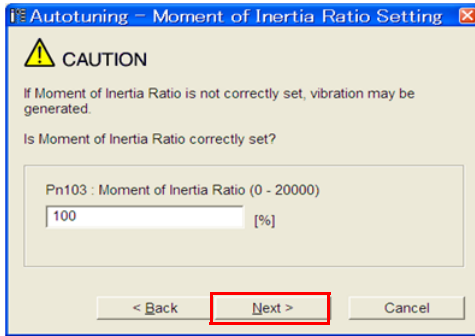 Autotuning - Moment of Inertia Ratio Setting
CAUTION
If Moment of Inertia Ratio is not correctly set, vibration may be
generated.
Is Moment of Inertia Ratio correctly set?
Pn103 : Moment of Inertia Ratio (0 - 20000)
100 [%]
< Back Next > Cancel